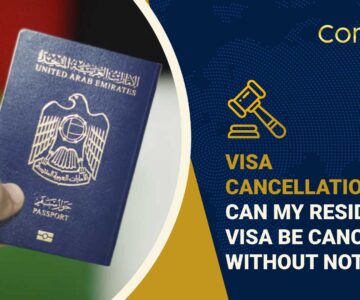 الإمارات العربية المتحدة
UNITED ARAB EMIRATES
جواز سفر
PASSPORT
Con
VISA
CANCELLATIO
CAN MY RESID
VISA BE CANC
WITHOUT NOT